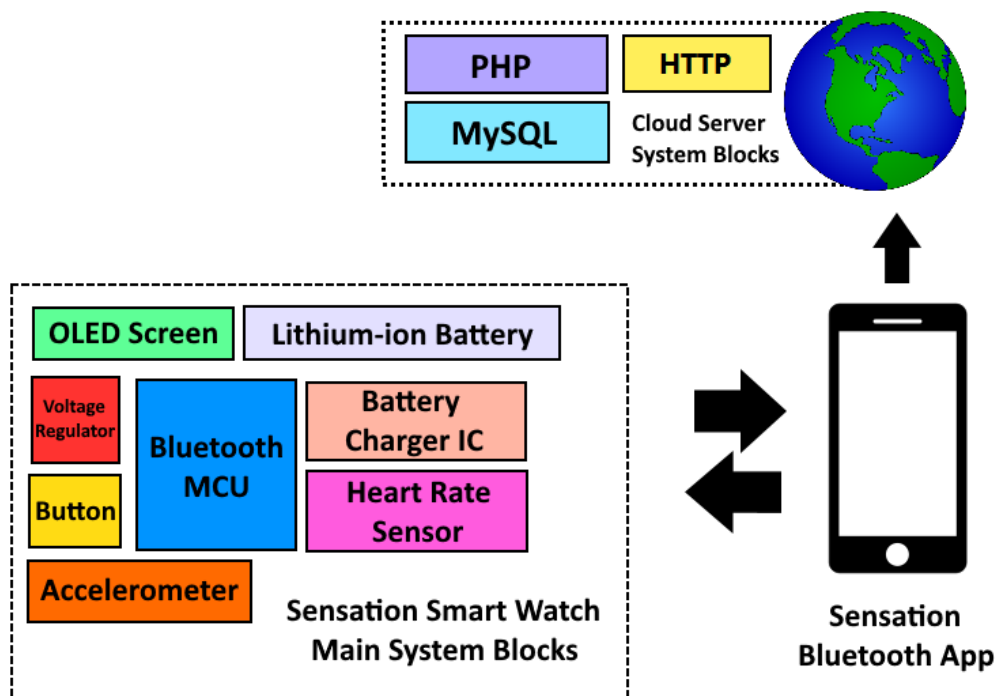 PHP
HTTP
MySQL
Cloud Server
System Blocks
OLED Screen
Lithium-ion Battery
Voltage
Regulator
Bluetooth
MCU
Battery
Charger IC
Button
Heart Rate
Sensor
Accelerometer
Sensation Smart Watch
Main System Blocks
Sensation
Bluetooth App